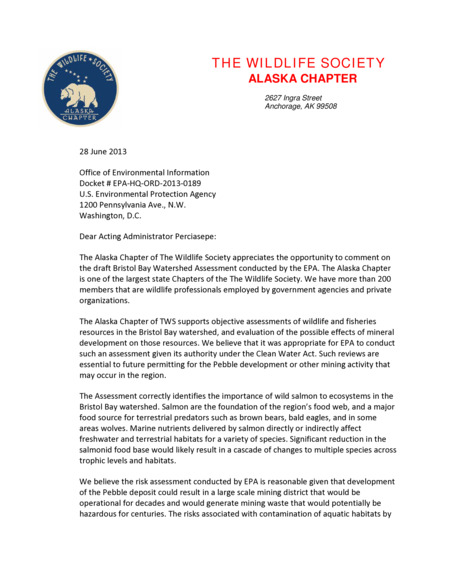 THE WILDLIFE SOCIETY
ALASKA
CHAPTER
THE WILDLIFE SOCIETY
ALASKA CHAPTER
2627 Ingra Street
Anchorage, AK 99508
28 June 2013
Office of Environmental Information
Docket # EPA-HQ-ORD-2013-0189
U.S. Environmental Protection Agency
1200 Pennsylvania Ave., N.W.
Washington, D.C.
Dear Acting Administrator Perciasepe:
The Alaska Chapter of The Wildlife Society appreciates the opportunity to comment on
the draft Bristol Bay Watershed Assessment conducted by the EPA. The Alaska Chapter
is one of the largest state Chapters of the The Wildlife Society. We have more than 200
members that are wildlife professionals employed by government agencies and private
organizations.
The Alaska Chapter of TWS supports objective assessments of wildlife and fisheries
resources in the Bristol Bay watershed, and evaluation of the possible effects of mineral
development on those resources. We believe that it was appropriate for EPA to conduct
such an assessment given its authority under the Clean Water Act. Such reviews are
essential to future permitting for the Pebble development or other mining activity that
may occur in the region.
The Assessment correctly identifies the importance of wild salmon to ecosystems in the
Bristol Bay watershed. Salmon are the foundation of the region's food web, and a major
food source for terrestrial predators such as brown bears, bald eagles, and in some
areas wolves. Marine nutrients delivered by salmon directly or indirectly affect
freshwater and terrestrial habitats for a variety of species. Significant reduction in the
salmonid food base would likely result in a cascade of changes to multiple species across
trophic levels and habitats.
We believe the risk assessment conducted by EPA is reasonable given that development
of the Pebble deposit could result in a large scale mining district that would be
operational for decades and would generate mining waste that would potentially be
hazardous for centuries. The risks associated with contamination of aquatic habitats by